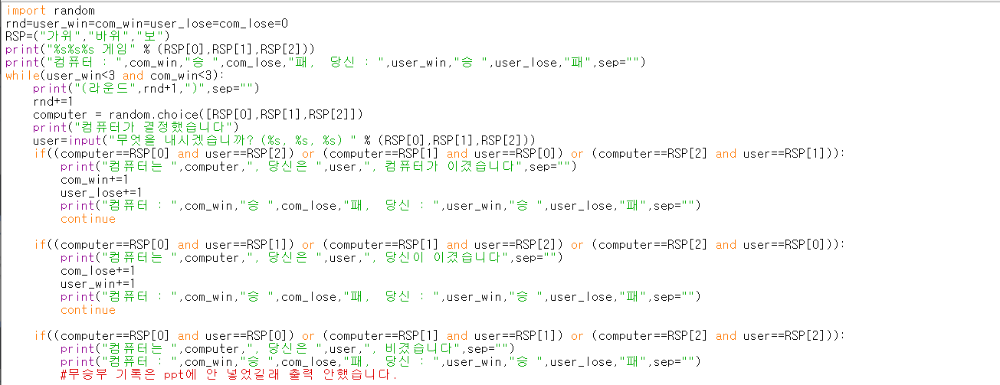 import random
rnd=user_win=com_win=user_lose=com_lose=0
RSP=("가위","바위","보")
print("%s%s%s 게임" % (RSP[0],RSP[1],RSP[2]))
print("컴퓨터 : ",com_win,"승 ",com_lose,"패,  당신 : ",user_win,"승 ",user_lose,"패",sep="")
while(user_win<3 and com_win<3):
    print("(라운드",rnd+1,")",sep="")
    rnd+=1
    computer = random.choice([RSP[0],RSP[1],RSP[2]])
    print("컴퓨터가 결정했습니다")
    user=input("무엇을 내시겠습니까? (%s, %s, %s) " % (RSP[0],RSP[1],RSP[2]))
    if((computer==RSP[0] and user==RSP[2]) or (computer==RSP[1] and user==RSP[0]) or (computer==RSP[2] and user==RSP[1])):
        print("컴퓨터는 ",computer,", 당신은 ",user,", 컴퓨터가 이겼습니다",sep="")
        com_win+=1
        user_lose+=1
        print("컴퓨터 : ",com_win,"승 ",com_lose,"패,  당신 : ",user_win,"승 ",user_lose,"패",sep="")
        continue
    if((computer==RSP[0] and user==RSP[1]) or (computer==RSP[1] and user==RSP[2]) or (computer==RSP[2] and user==RSP[0])):
        print("컴퓨터는 ",computer,", 당신은 ",user,", 당신이 이겼습니다",sep="")
        com_lose+=1
        user_win+=1
        print("컴퓨터 : ",com_win,"승 ",com_lose,"패,  당신 : ",user_win,"승 ",user_lose,"패",sep="")
        continue
    if((computer==RSP[0] and user==RSP[0]) or (computer==RSP[1] and user==RSP[1]) or (computer==RSP[2] and user==RSP[2])):
        print("컴퓨터는 ",computer,", 당신은 ",user,", 비겼습니다",sep="")
        print("컴퓨터 : ",com_win,"승 ",com_lose,"패,  당신 : ",user_win,"승 ",user_lose,"패",sep="")
        #무승부 기록은 ppt에 안 넣었길래 출력 안했습니다.